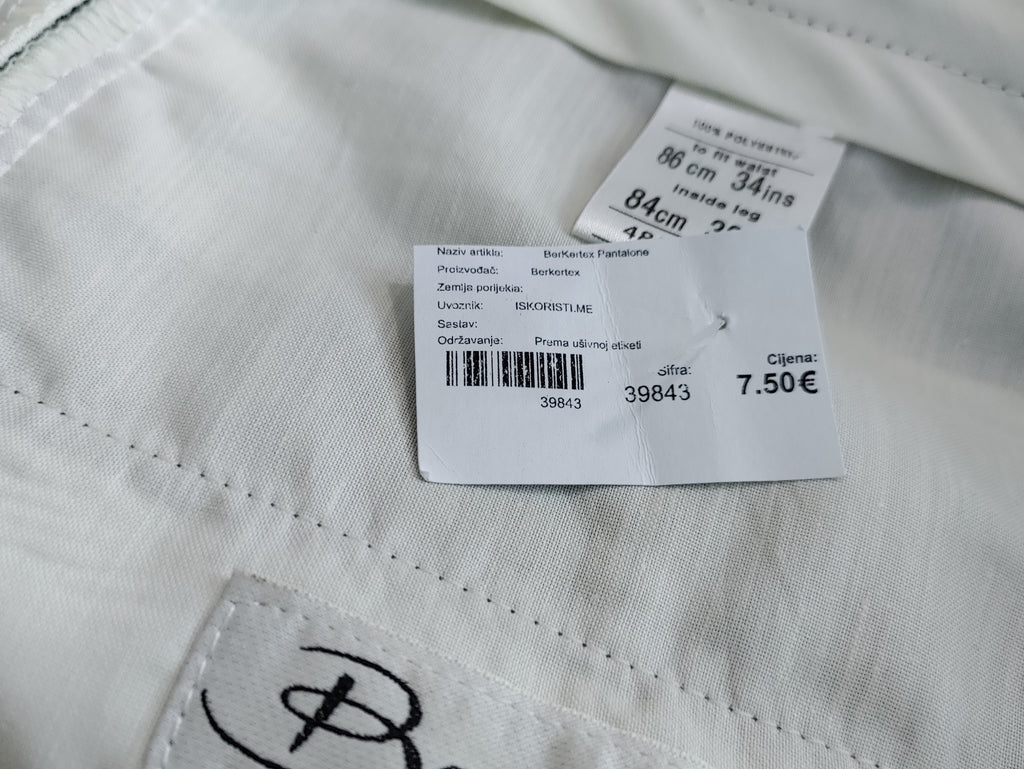 100% POLYESTER
to fit waist
86 cm 34ins
inside leg
84cm
Naziv artikla: BerKertex Pantalone
Proizvođač: Berkertex
Zemlja porijekla:
Uvoznik: ISKORISTI.ME
Sastav:
Održavanje: Prema ušivnoj etiketi
39843
Šifra:
39843
Cijena:
7.50€